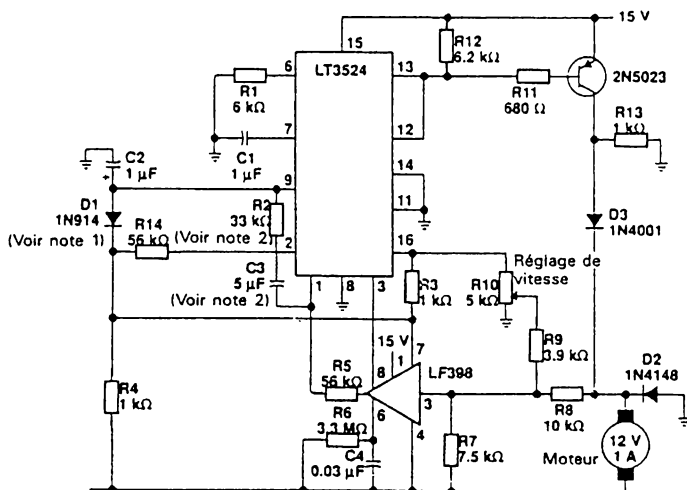 15 V
R12
6.2 kΩ
15
LT3524
6
R1
6 kΩ
13
R11
680 Ω
2N5023
R13
1 kΩ
7
C1
1 µF
12
C2
1 µF
+
14
9
R2
33 kΩ
(Voir note 2)
11
D1
1N914
(Voir note 1)
R14
56 kΩ
2
16
D3
1N4001
C3
5 µF
(Voir note 2)
1
8
3
R3
1 kΩ
Réglage de
vitesse
R10
5 kΩ
R9
3.9 kΩ
15 V
1
7
8
LF398
R5
56 kΩ
R4
1 kΩ
3
6
4
R6
3.3 MΩ
C4
0.03 µF
R7
7.5 kΩ
R8
10 kΩ
D2
1N4148
Moteur
12 V
1 A